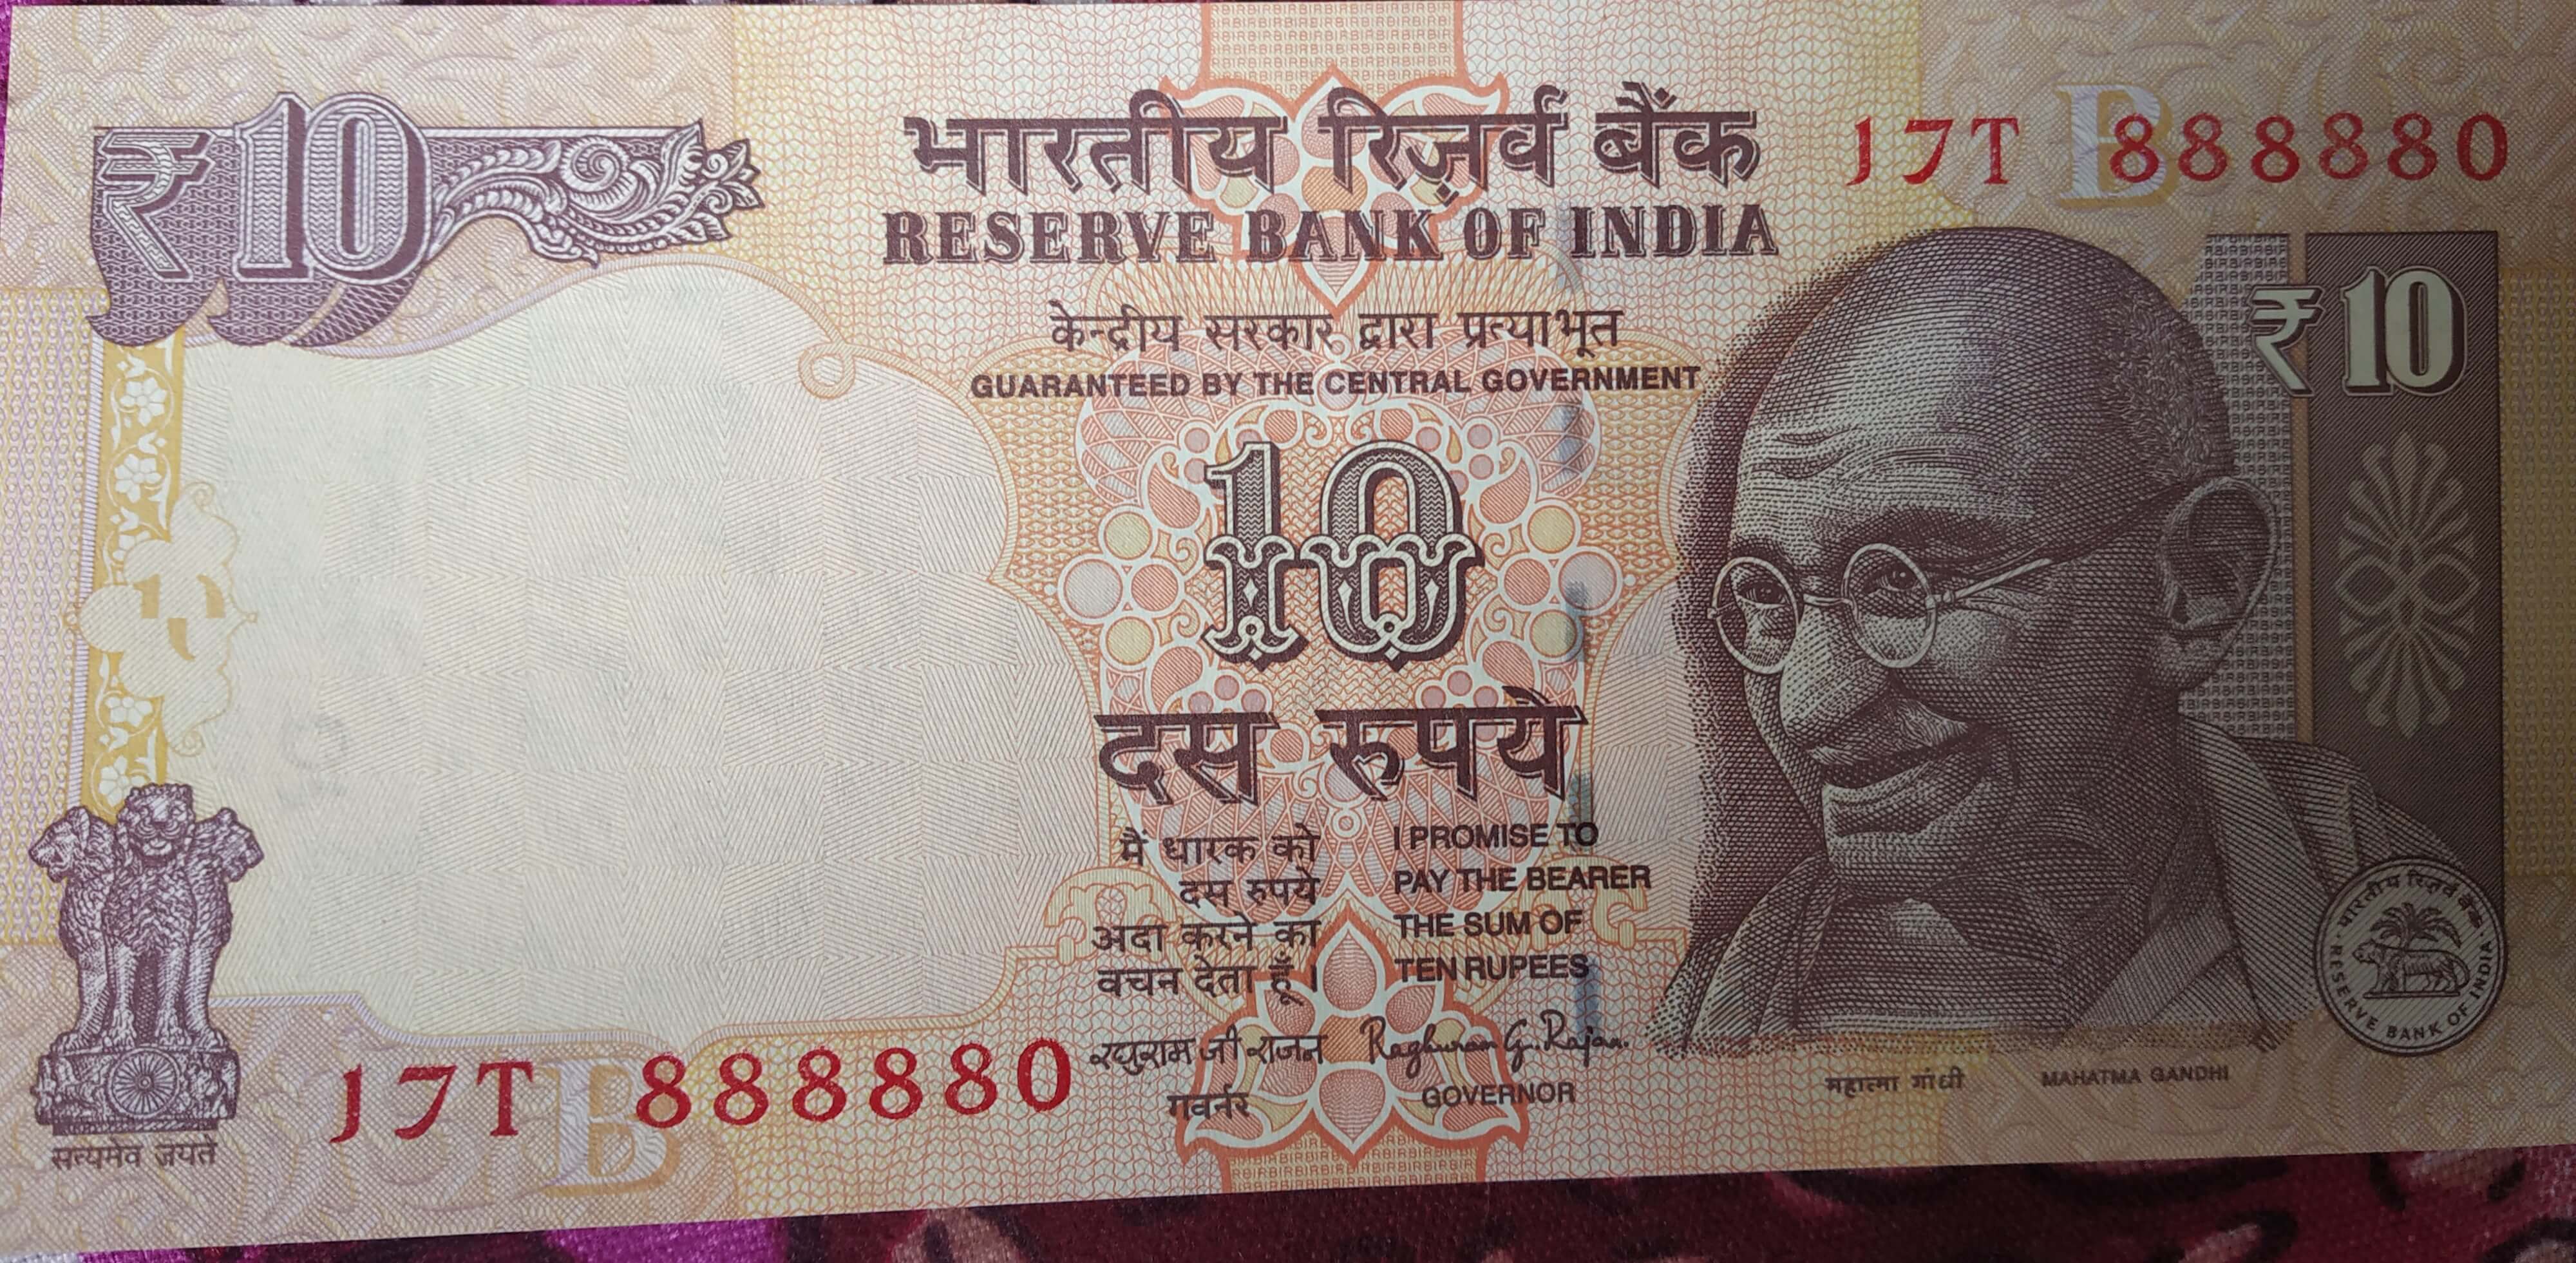 ₹10
भारतीय रिज़र्व बैंक
RESERVE BANK OF INDIA
17T B 888880
केन्द्रीय सरकार द्वारा प्रत्याभूत
GUARANTEED BY THE CENTRAL GOVERNMENT
₹10
10
दस रुपये
मैं धारक को
दस रुपये
अदा करने का
वचन देता हूँ।
I PROMISE TO
PAY THE BEARER
THE SUM OF
TEN RUPEES
रघुराम जी राजन
Raghuram G. Rajan
गवर्नर
GOVERNOR
17T B 888880
सत्यमेव जयते
महात्मा गांधी
MAHATMA GANDHI
भारतीय रिज़र्व बैंक
RESERVE BANK OF INDIA